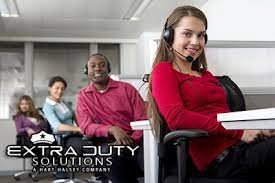 EXTRA DUTY
SOLUTIONS
A HART HALSEY COMPANY